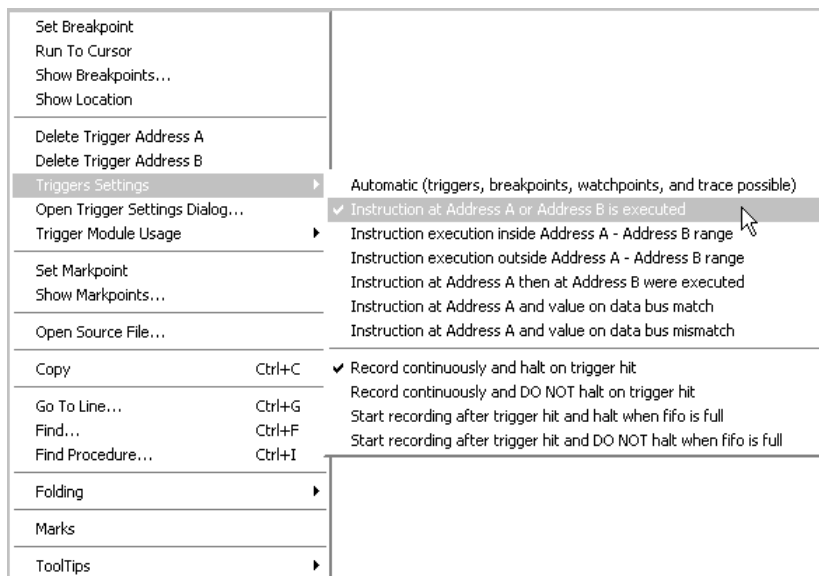 Set Breakpoint
Run To Cursor
Show Breakpoints...
Show Location
Delete Trigger Address A
Delete Trigger Address B
Triggers Settings
Open Trigger Settings Dialog...
Trigger Module Usage
Set Markpoint
Show Markpoints...
Open Source File...
Copy Ctrl+C
Go To Line... Ctrl+G
Find... Ctrl+F
Find Procedure... Ctrl+I
Folding
Marks
ToolTips
Automatic (triggers, breakpoints, watchpoints, and trace possible)
Instruction at Address A or Address B is executed
Instruction execution inside Address A - Address B range
Instruction execution outside Address A - Address B range
Instruction at Address A then at Address B were executed
Instruction at Address A and value on data bus match
Instruction at Address A and value on data bus mismatch
Record continuously and halt on trigger hit
Record continuously and DO NOT halt on trigger hit
Start recording after trigger hit and halt when fifo is full
Start recording after trigger hit and DO NOT halt when fifo is full